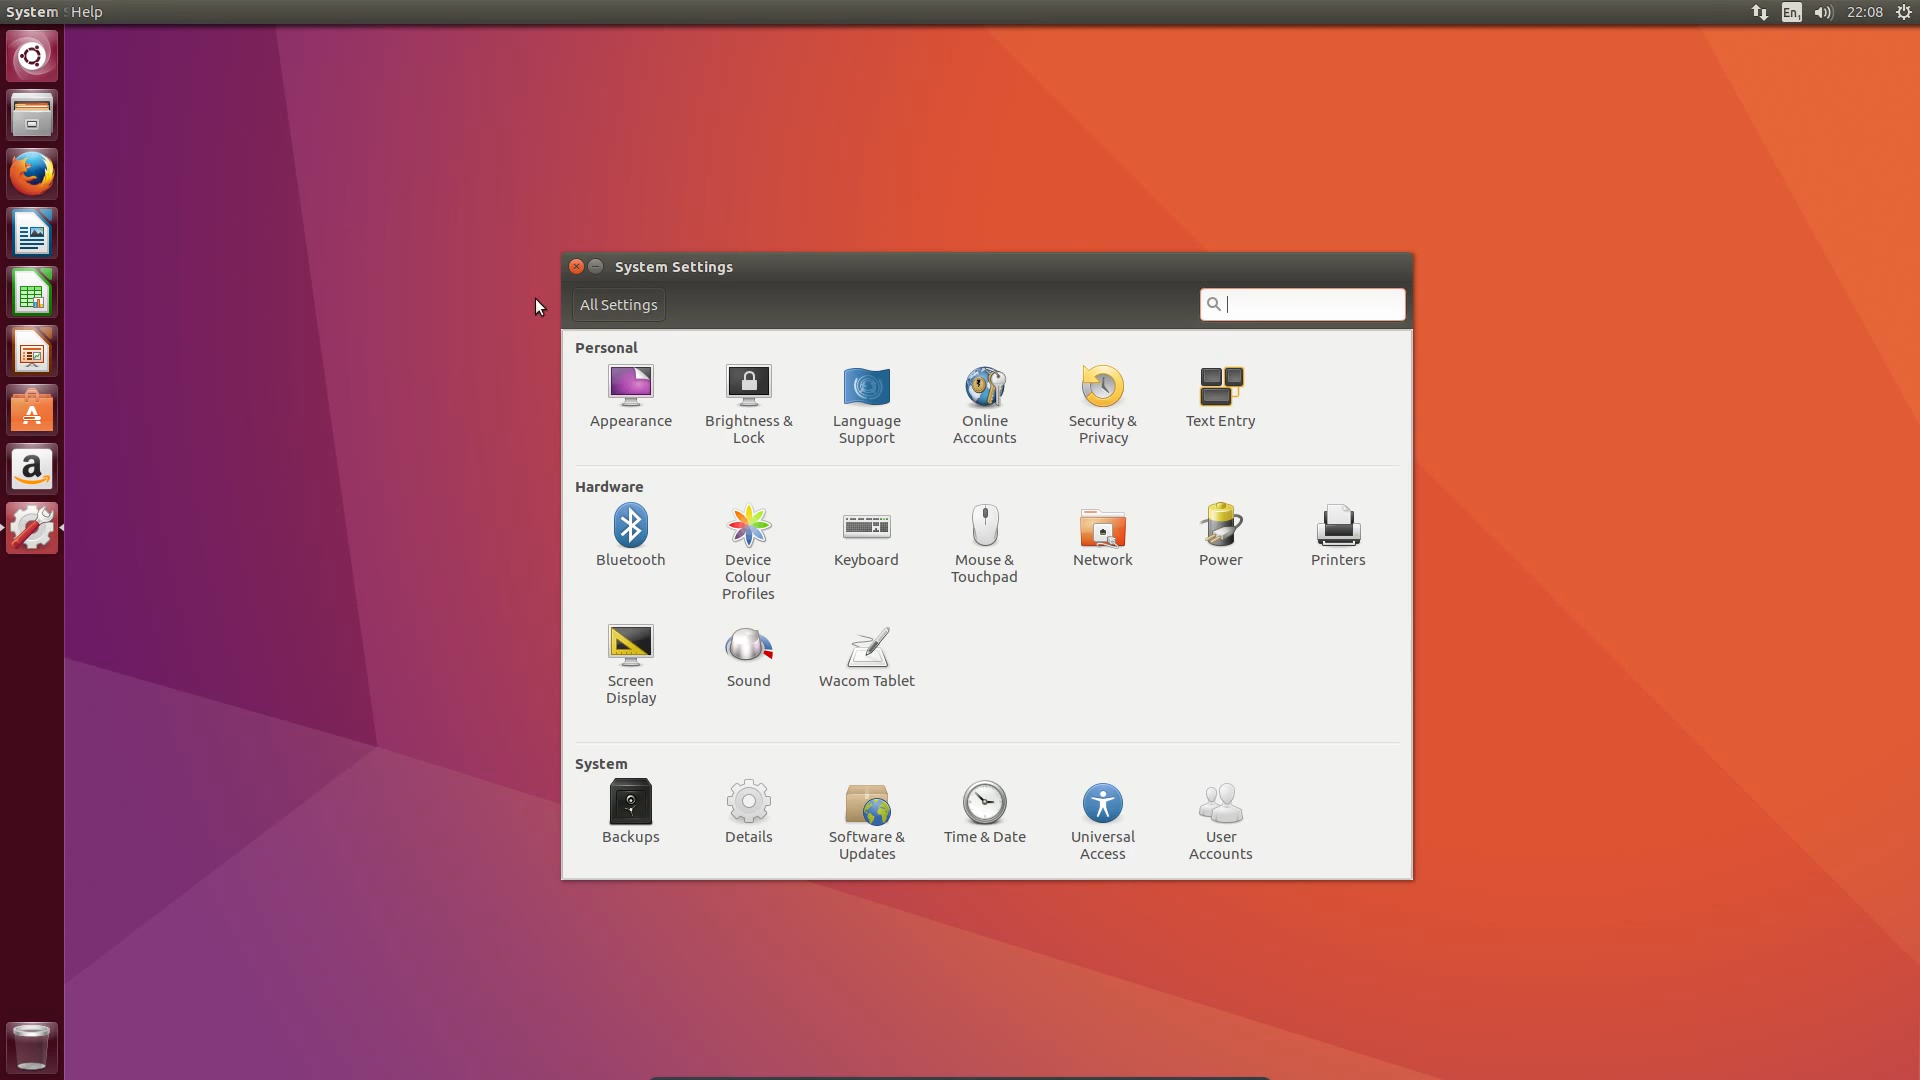 System Help
En1 22:08
System Settings
All Settings
Personal
Appearance
Brightness &
Lock
Language
Support
Online
Accounts
Security &
Privacy
Text Entry
Hardware
Bluetooth
Device
Colour
Profiles
Keyboard
Mouse &
Touchpad
Network
Power
Printers
Screen
Display
Sound
Wacom Tablet
System
Backups
Details
Software &
Updates
Time & Date
Universal
Access
User
Accounts